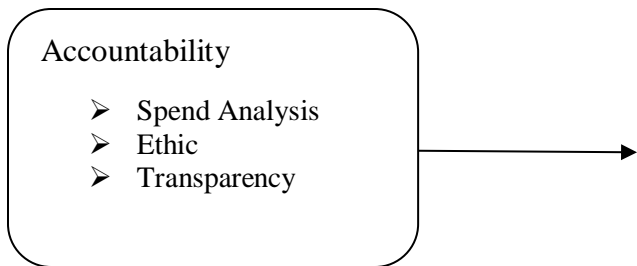 Accountability
➢ Spend Analysis
➢ Ethic
➢ Transparency